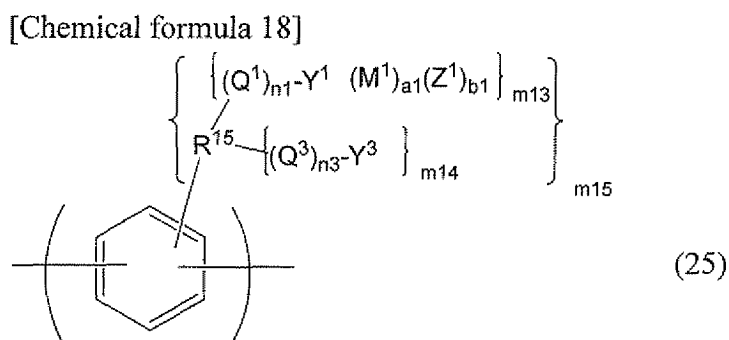 [Chemical formula 18]
{ {(Q¹)n1-Y¹ (M¹)a1(Z¹)b1}m13
R¹⁵ {(Q³)n3-Y³ }m14 }m15
(25)